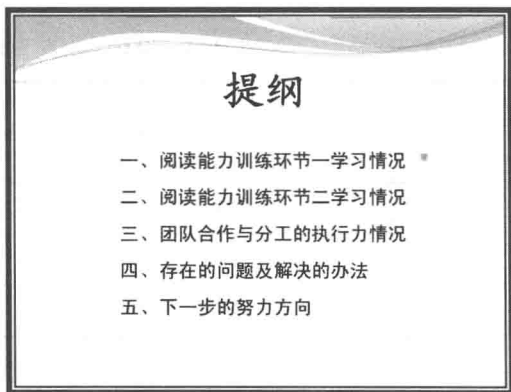 提纲
一、阅读能力训练环节一学习情况
二、阅读能力训练环节二学习情况
三、团队合作与分工的执行力情况
四、存在的问题及解决的办法
五、下一步的努力方向